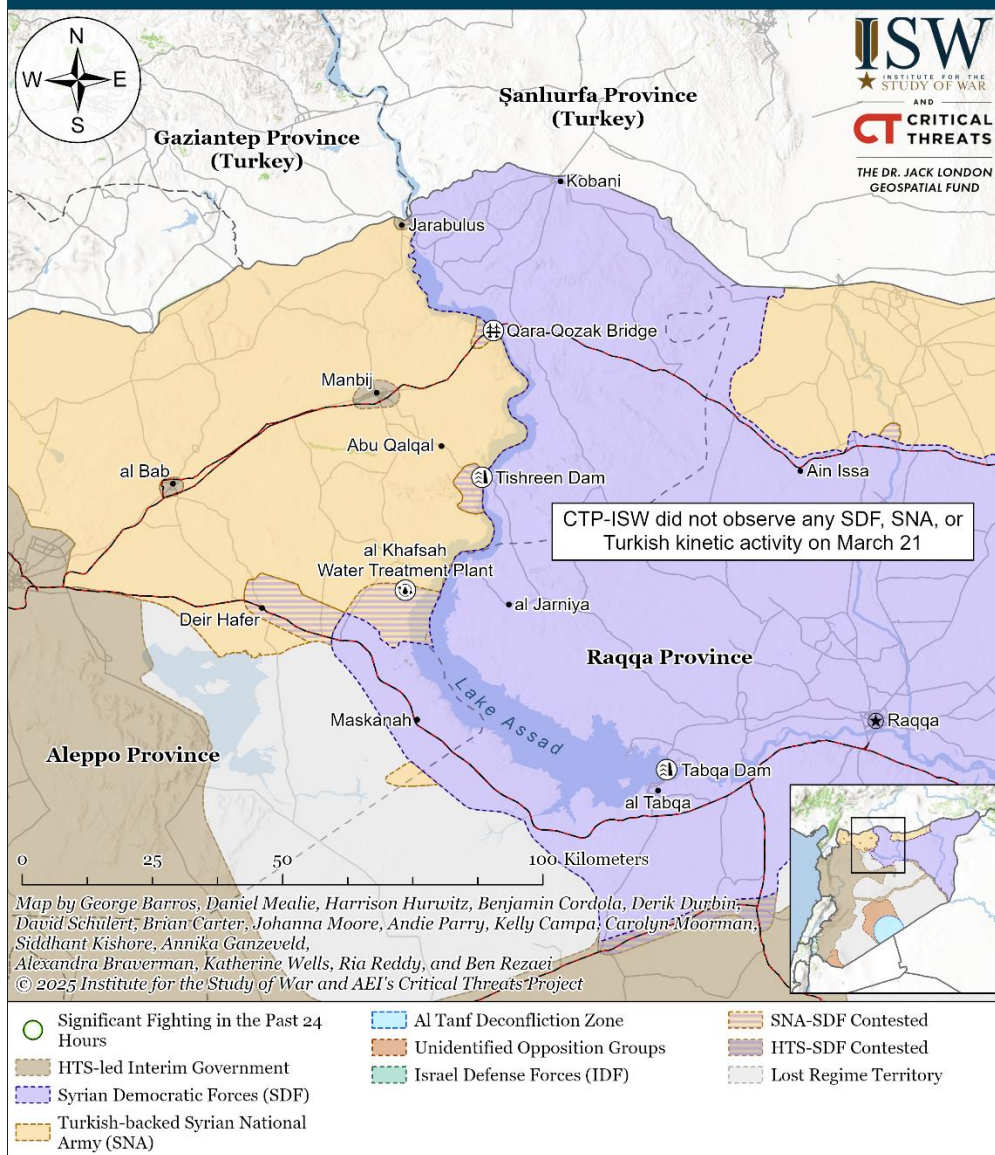 N
W
E
S
ISW
INSTITUTE FOR THE
STUDY OF WAR
AND
CT CRITICAL
THREATS
THE DR. JACK LONDON
GEOSPATIAL FUND
Şanlıurfa Province
(Turkey)
Gaziantep Province
(Turkey)
Kobani
Jarabulus
Qara-Qozak Bridge
Manbij
Abu Qalqal
al Bab
Tishreen Dam
Ain Issa
CTP-ISW did not observe any SDF, SNA, or
Turkish kinetic activity on March 21
al Khafsah
Water Treatment Plant
Deir Hafer
al Jarniya
Raqqa Province
Lake Assad
Maskanah
Raqqa
Aleppo Province
Tabqa Dam
al Tabqa
0 25 50 100 Kilometers
Map by George Barros, Daniel Mealie, Harrison Hurwitz, Benjamin Cordola, Derik Durbin,
David Schulert, Brian Carter, Johanna Moore, Andie Parry, Kelly Campa, Carolyn Moorman,
Siddhant Kishore, Annika Ganzeveld,
Alexandra Braverman, Katherine Wells, Ria Reddy, and Ben Rezaei
© 2025 Institute for the Study of War and AEI's Critical Threats Project
Significant Fighting in the Past 24
Hours
HTS-led Interim Government
Syrian Democratic Forces (SDF)
Turkish-backed Syrian National
Army (SNA)
Al Tanf Deconfliction Zone
Unidentified Opposition Groups
Israel Defense Forces (IDF)
SNA-SDF Contested
HTS-SDF Contested
Lost Regime Territory